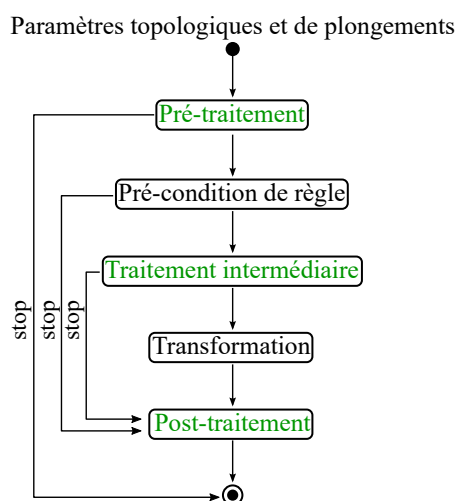 Paramètres topologiques et de plongements
Pré-traitement
Pré-condition de règle
Traitement intermédiaire
stop
stop
stop
Transformation
Post-traitement